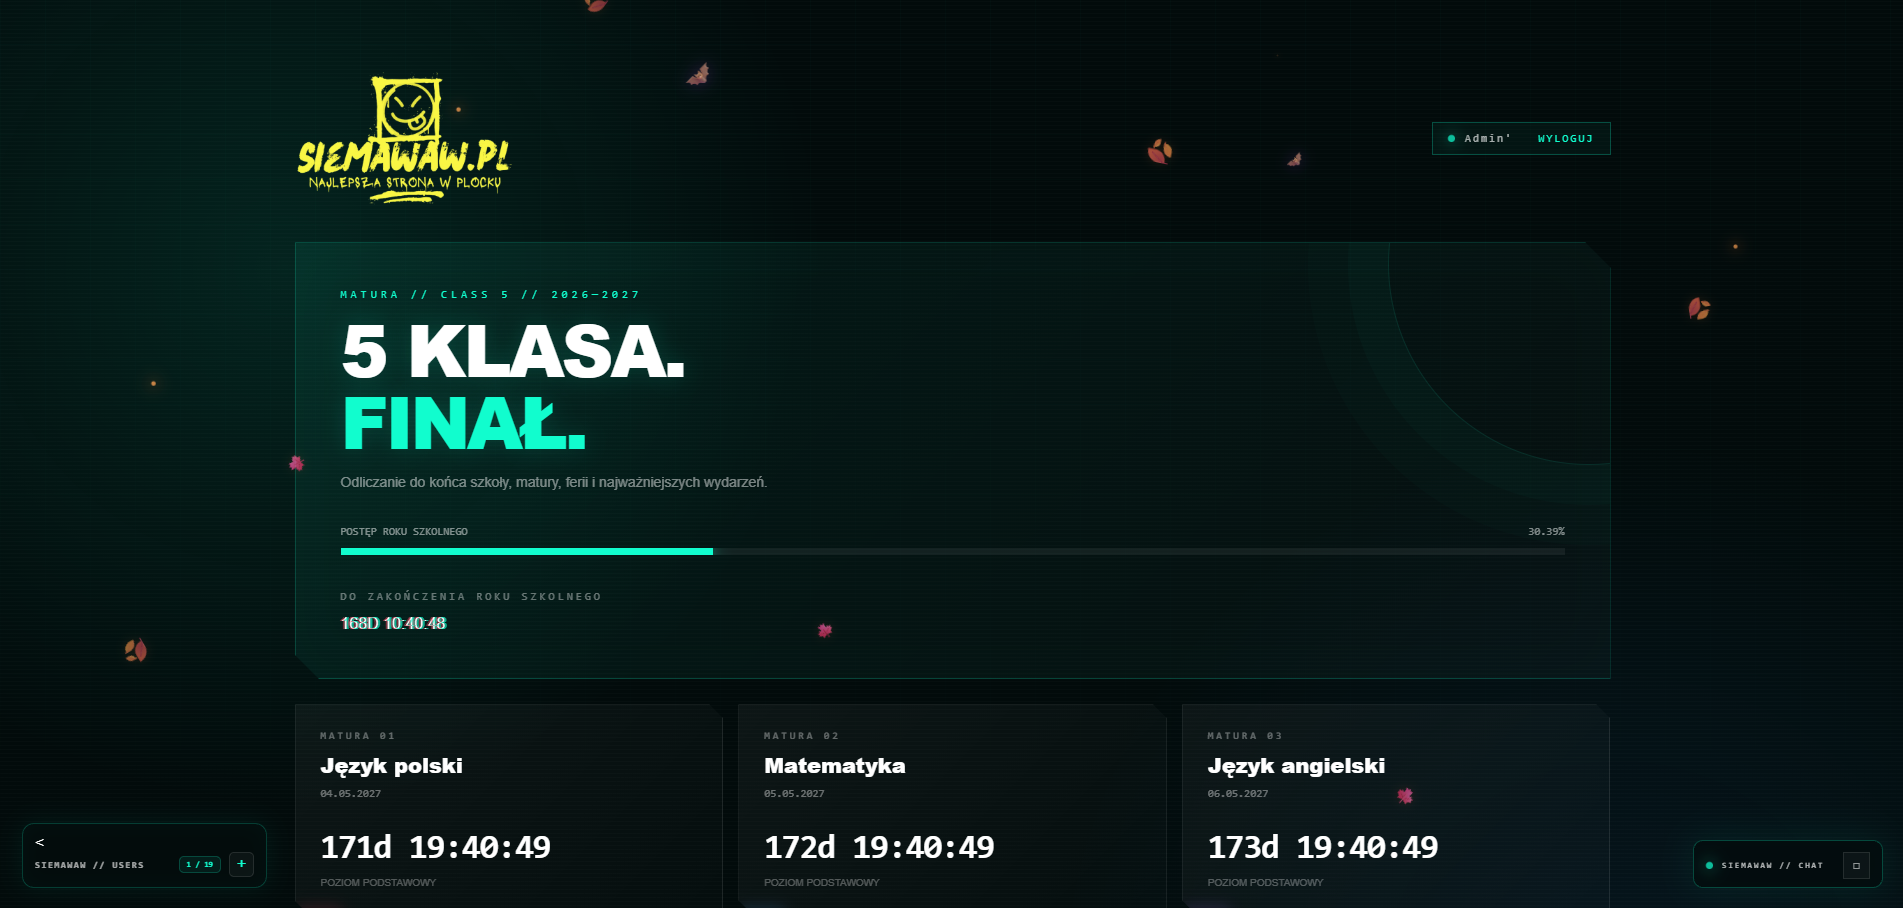 SIEMAWAW.PL
NAJLEPSZA STRONA W PLOCKU
Admin' WYLOGUJ
MATURA // CLASS 5 // 2026—2027
5 KLASA.
FINAŁ.
Odliczanie do końca szkoły, matury, ferii i najważniejszych wydarzeń.
POSTĘP ROKU SZKOLNEGO 30.39%
DO ZAKOŃCZENIA ROKU SZKOLNEGO
168D 10:40:48
MATURA 01
Język polski
04.05.2027
171d 19:40:49
POZIOM PODSTAWOWY
MATURA 02
Matematyka
05.05.2027
172d 19:40:49
POZIOM PODSTAWOWY
MATURA 03
Język angielski
06.05.2027
173d 19:40:49
POZIOM PODSTAWOWY
<
SIEMAWAW // USERS 1 / 19 +
SIEMAWAW // CHAT